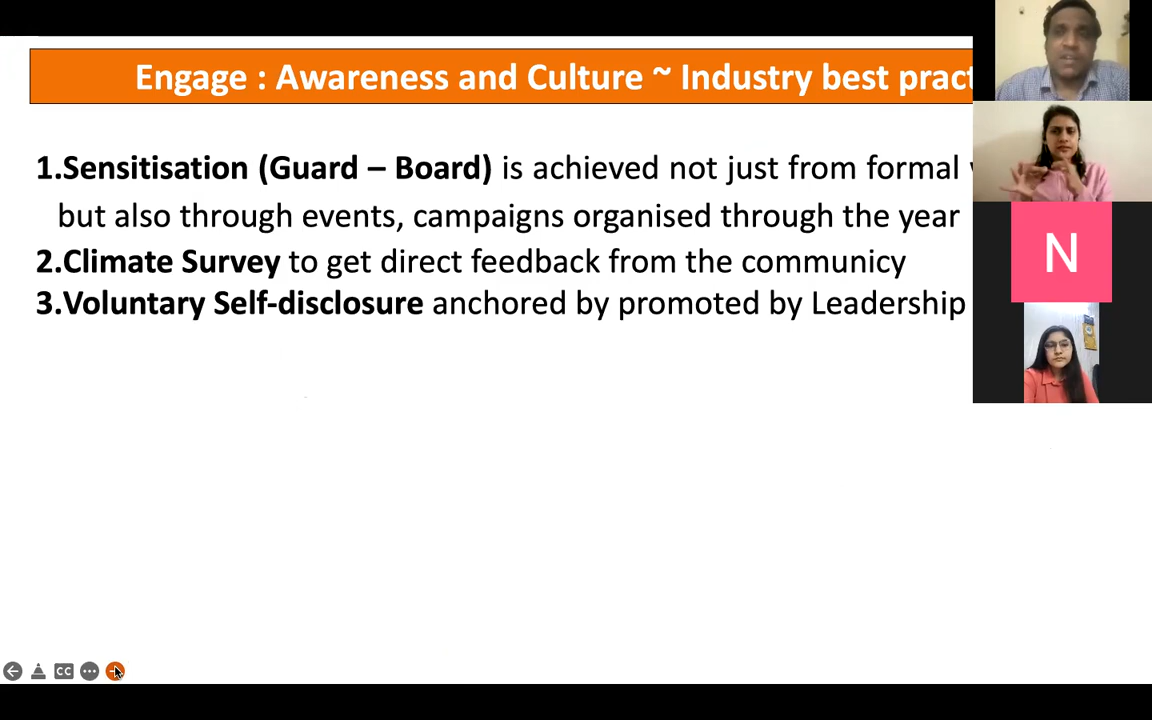 Engage : Awareness and Culture ~ Industry best pract
1.Sensitisation (Guard – Board) is achieved not just from formal
but also through events, campaigns organised through the year
2.Climate Survey to get direct feedback from the communicy
3.Voluntary Self-disclosure anchored by promoted by Leadership
N
CC